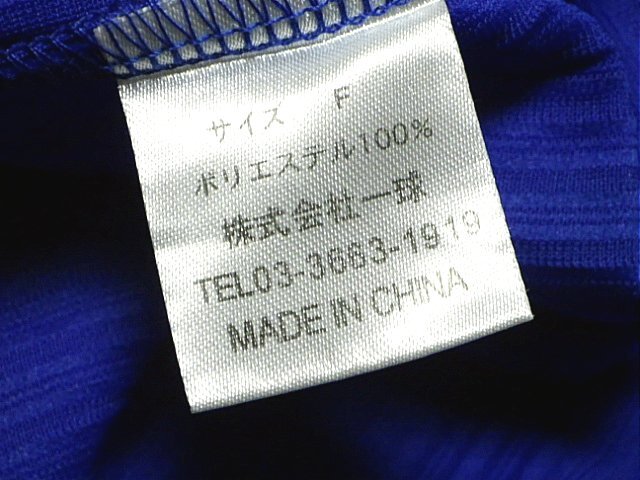 サイズ F
ポリエステル100%
株式会社一球
TEL03-3663-1919
MADE IN CHINA